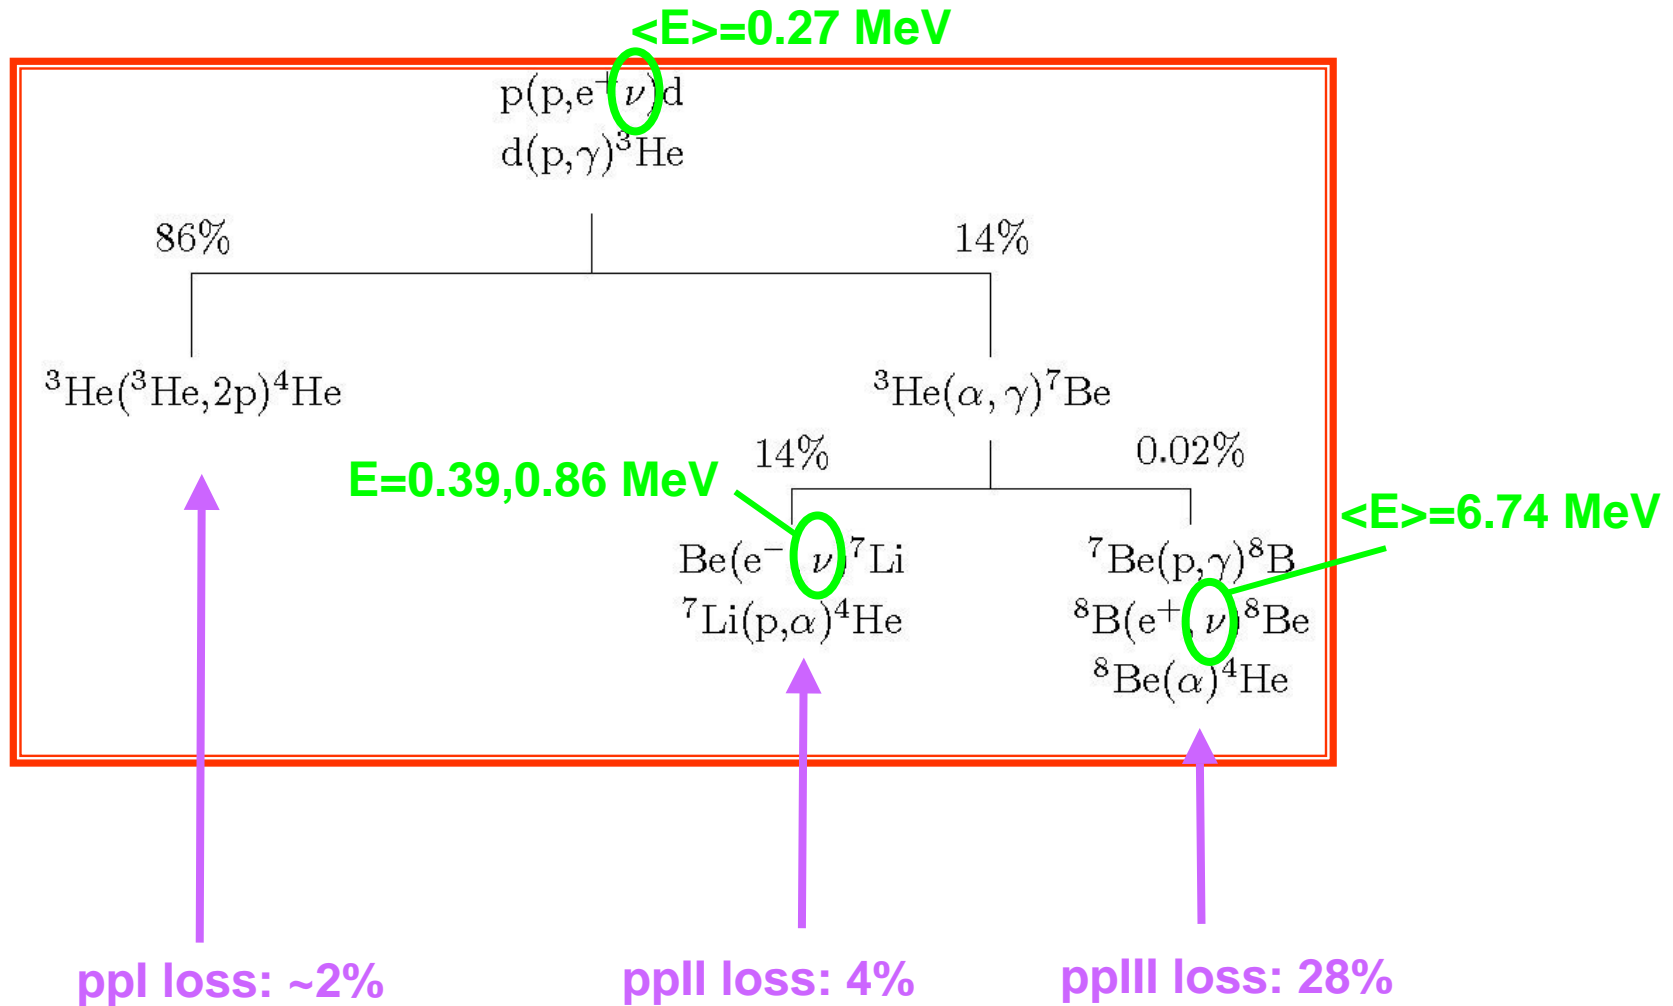 <E>=0.27 MeV
p(p,e⁺ν)d
d(p,γ)³He
86%
14%
³He(³He,2p)⁴He
³He(α, γ)⁷Be
14%
0.02%
E=0.39,0.86 MeV
<E>=6.74 MeV
Be(e⁻ ν)⁷Li
⁷Li(p,α)⁴He
⁷Be(p,γ)⁸B
⁸B(e⁺, ν)⁸Be
⁸Be(α)⁴He
ppI loss: ~2%
ppII loss: 4%
ppIII loss: 28%